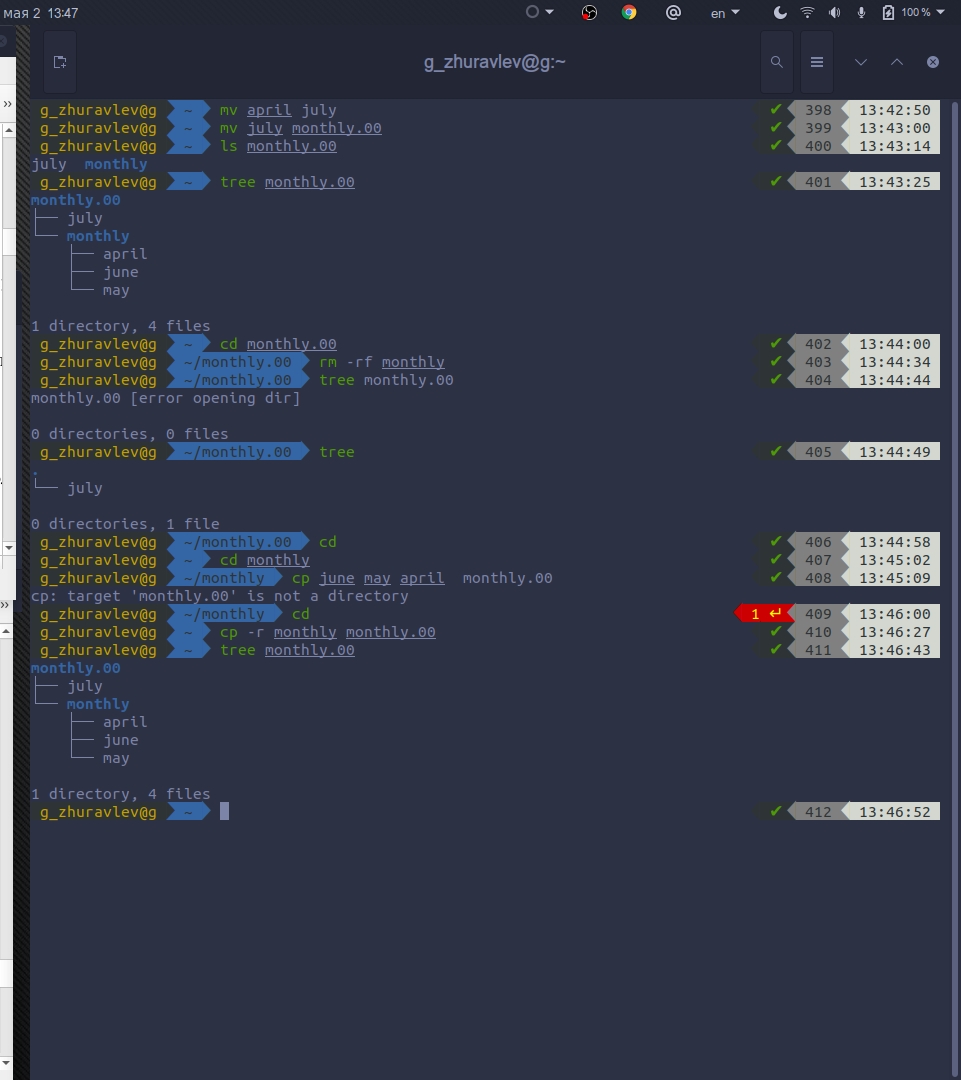 мая 2 13:47
en
100 %
g_zhuravlev@g:~
g_zhuravlev@g ~ mv april july ✔ 398 13:42:50
g_zhuravlev@g ~ mv july monthly.00 ✔ 399 13:43:00
g_zhuravlev@g ~ ls monthly.00 ✔ 400 13:43:14
july monthly
g_zhuravlev@g ~ tree monthly.00 ✔ 401 13:43:25
monthly.00
├── july
└── monthly
    ├── april
    ├── june
    └── may
1 directory, 4 files
g_zhuravlev@g ~ cd monthly.00 ✔ 402 13:44:00
g_zhuravlev@g ~/monthly.00 rm -rf monthly ✔ 403 13:44:34
g_zhuravlev@g ~/monthly.00 tree monthly.00 ✔ 404 13:44:44
monthly.00 [error opening dir]
0 directories, 0 files
g_zhuravlev@g ~/monthly.00 tree ✔ 405 13:44:49
.
└── july
0 directories, 1 file
g_zhuravlev@g ~/monthly.00 cd ✔ 406 13:44:58
g_zhuravlev@g ~ cd monthly ✔ 407 13:45:02
g_zhuravlev@g ~/monthly cp june may april  monthly.00 ✔ 408 13:45:09
cp: target 'monthly.00' is not a directory
g_zhuravlev@g ~/monthly cd 1 ↵ 409 13:46:00
g_zhuravlev@g ~ cp -r monthly monthly.00 ✔ 410 13:46:27
g_zhuravlev@g ~ tree monthly.00 ✔ 411 13:46:43
monthly.00
├── july
└── monthly
    ├── april
    ├── june
    └── may
1 directory, 4 files
g_zhuravlev@g ~ ✔ 412 13:46:52